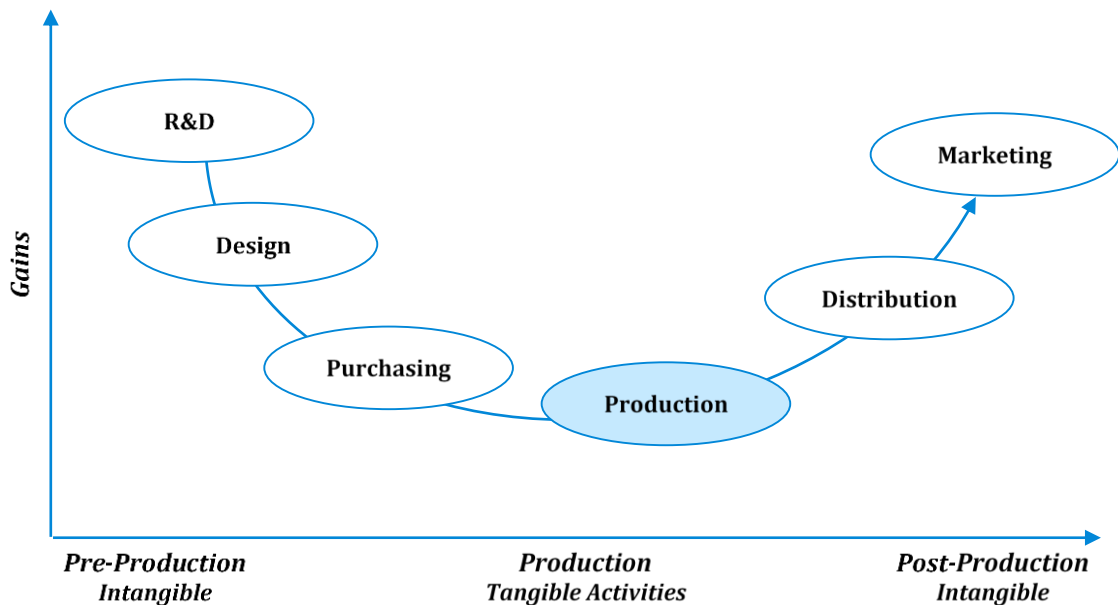 R&D
Marketing
Design
Gains
Distribution
Purchasing
Production
Pre-Production
Intangible
Production
Tangible Activities
Post-Production
Intangible